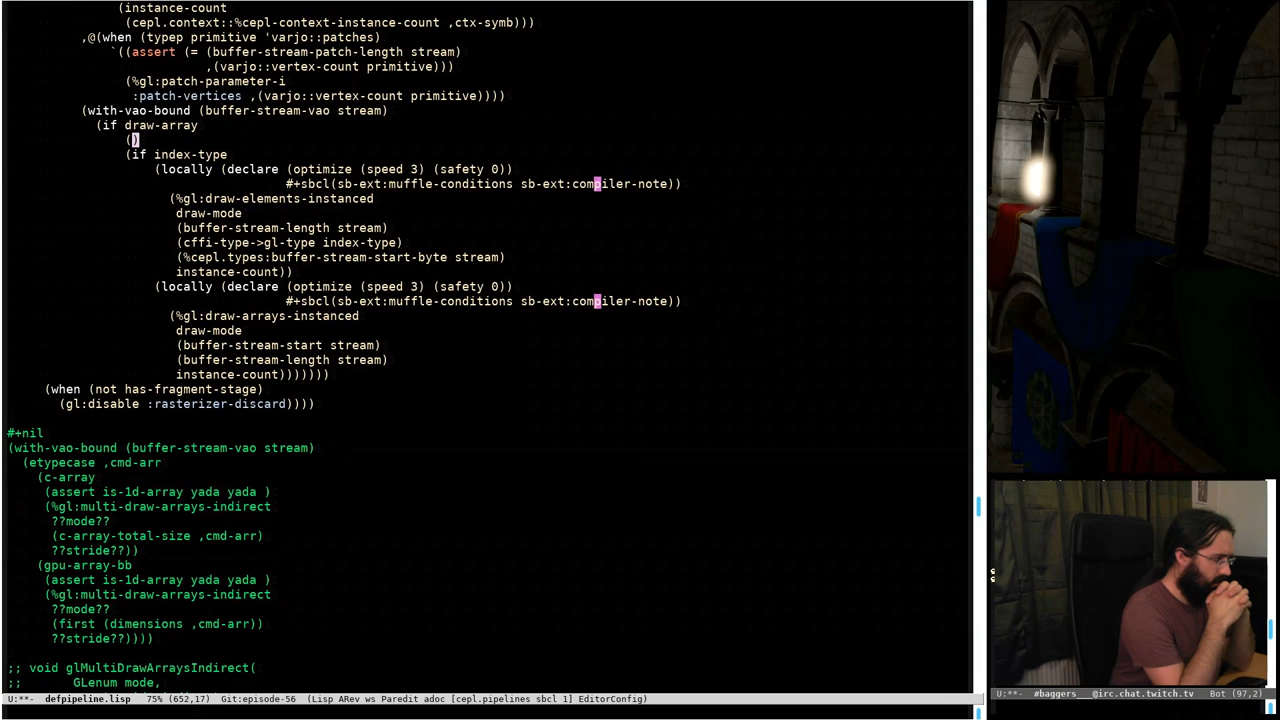 (instance-count
(cepl.context::%cepl-context-instance-count ,ctx-symb)))
,@(when (typep primitive 'varjo::patches)
`((assert (= (buffer-stream-patch-length stream)
,(varjo::vertex-count primitive)))
(%gl:patch-parameter-i
:patch-vertices ,(varjo::vertex-count primitive))))
(with-vao-bound (buffer-stream-vao stream)
(if draw-array
()
(if index-type
(locally (declare (optimize (speed 3) (safety 0))
#+sbcl(sb-ext:muffle-conditions sb-ext:compiler-note))
(%gl:draw-elements-instanced
draw-mode
(buffer-stream-length stream)
(cffi-type->gl-type index-type)
(%cepl.types:buffer-stream-start-byte stream)
instance-count))
(locally (declare (optimize (speed 3) (safety 0))
#+sbcl(sb-ext:muffle-conditions sb-ext:compiler-note))
(%gl:draw-arrays-instanced
draw-mode
(buffer-stream-start stream)
(buffer-stream-length stream)
instance-count)))))))
(when (not has-fragment-stage)
(gl:disable :rasterizer-discard))))
#+nil
(with-vao-bound (buffer-stream-vao stream)
(etypecase ,cmd-arr
(c-array
(assert is-1d-array yada yada )
(%gl:multi-draw-arrays-indirect
??mode??
(c-array-total-size ,cmd-arr)
??stride??))
(gpu-array-bb
(assert is-1d-array yada yada )
(%gl:multi-draw-arrays-indirect
??mode??
(first (dimensions ,cmd-arr))
??stride??))))
;; void glMultiDrawArraysIndirect(
;; GLenum mode,
U:**- defpipeline.lisp 75% (652,17) Git:episode-56 (Lisp ARev ws Paredit adoc [cepl.pipelines sbcl 1] EditorConfig)
U:**- #baggers__@irc.chat.twitch.tv Bot (97,2)